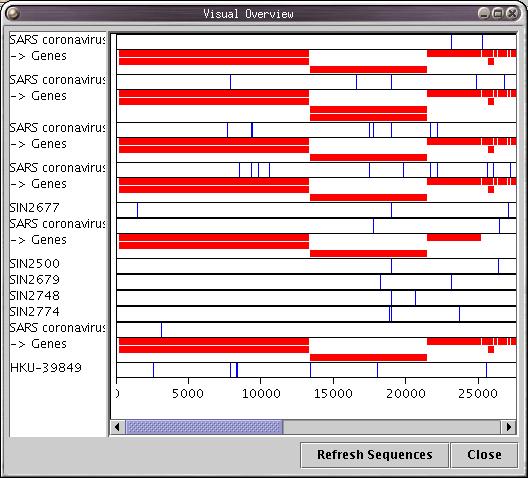 Visual Overview
SARS coronavirus
-> Genes
SARS coronavirus
-> Genes
SARS coronavirus
-> Genes
SARS coronavirus
-> Genes
SIN2677
SARS coronavirus
-> Genes
SIN2500
SIN2679
SIN2748
SIN2774
SARS coronavirus
-> Genes
HKU-39849
0 5000 10000 15000 20000 25000
Refresh Sequences Close